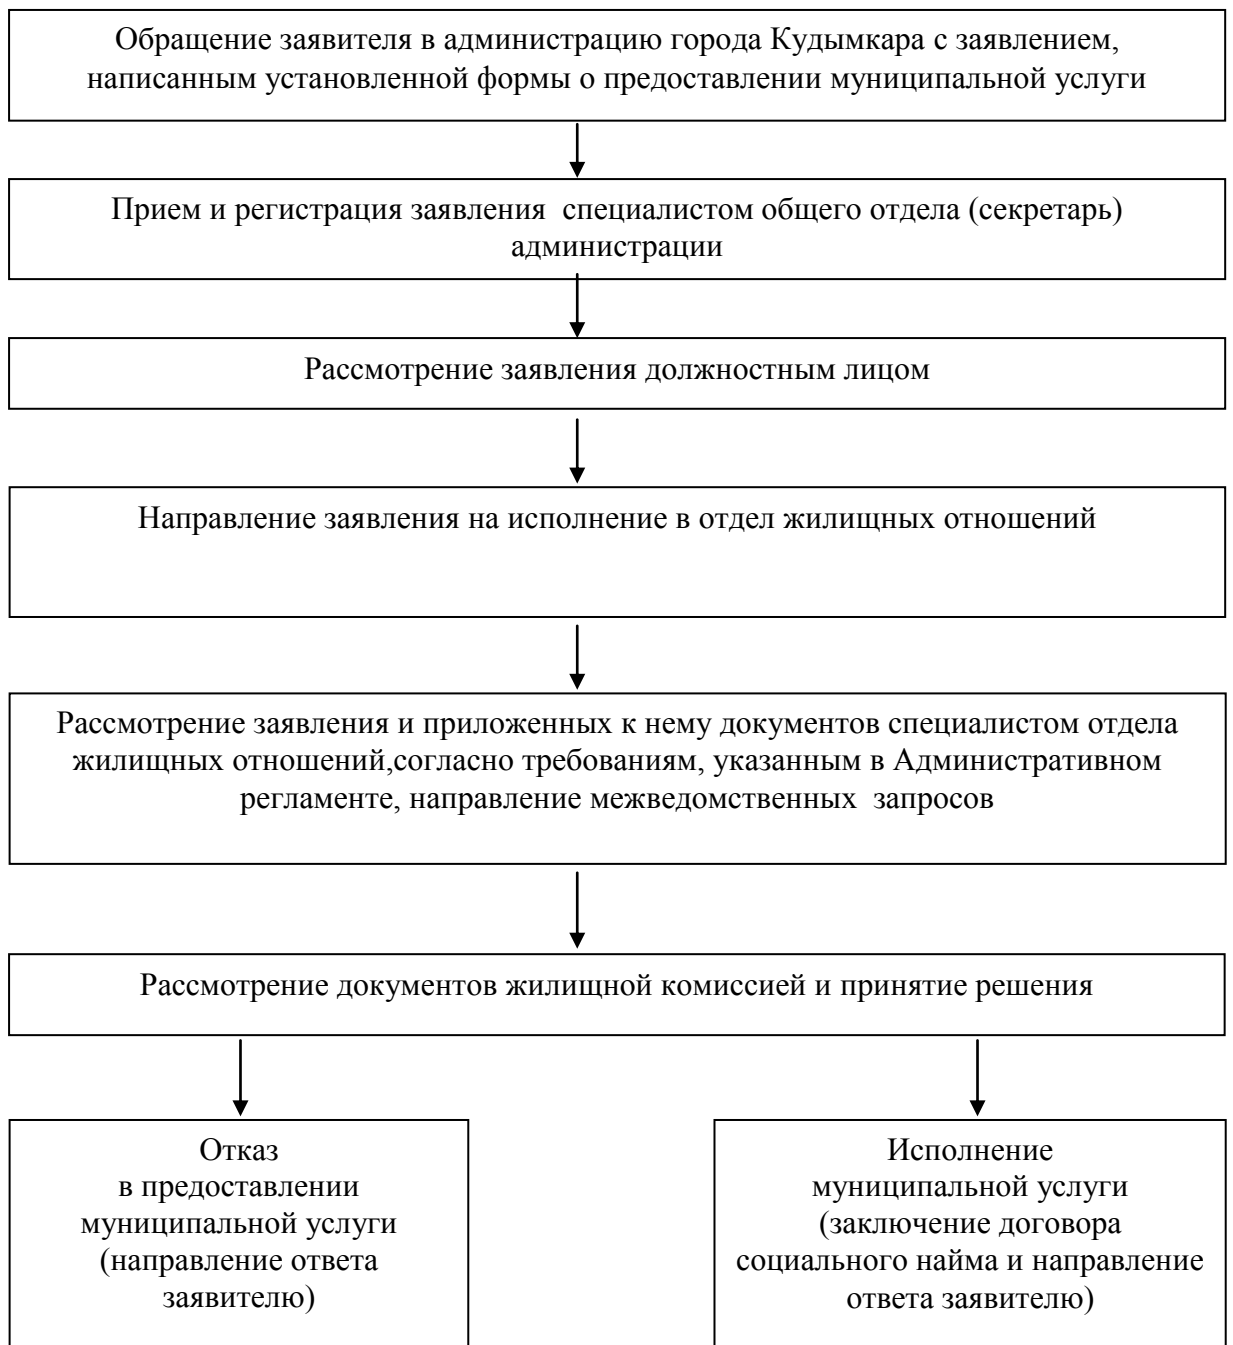 Обращение заявителя в администрацию города Кудымкара с заявлением,
написанным установленной формы о предоставлении муниципальной услуги
Прием и регистрация заявления специалистом общего отдела (секретарь)
администрации
Рассмотрение заявления должностным лицом
Направление заявления на исполнение в отдел жилищных отношений
Рассмотрение заявления и приложенных к нему документов специалистом отдела
жилищных отношений,согласно требованиям, указанным в Административном
регламенте, направление межведомственных запросов
Рассмотрение документов жилищной комиссией и принятие решения
Отказ
в предоставлении
муниципальной услуги
(направление ответа
заявителю)
Исполнение
муниципальной услуги
(заключение договора
социального найма и направление
ответа заявителю)